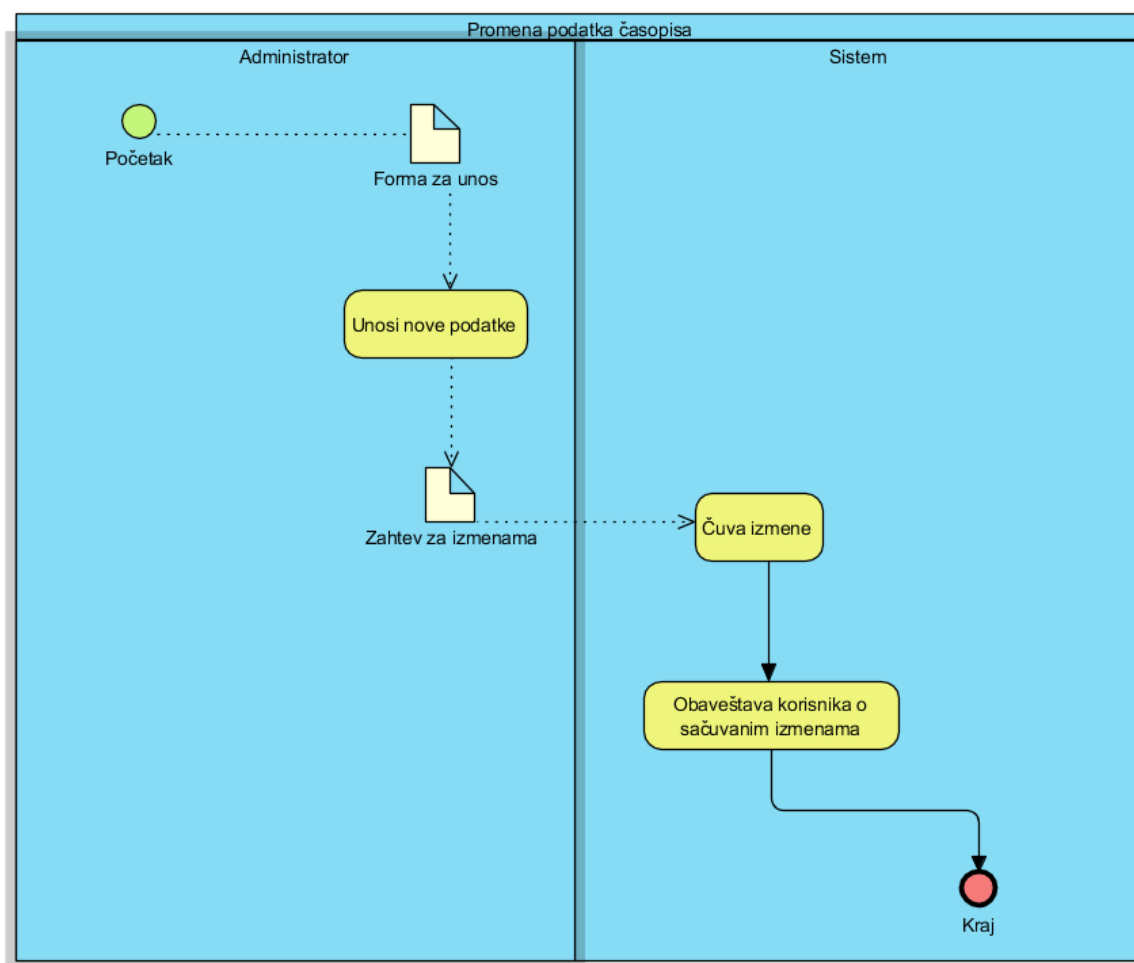 Promena podatka časopisa
Administrator
Sistem
Početak
Forma za unos
Unosi nove podatke
Zahtev za izmenama
Čuva izmene
Obaveštava korisnika o
sačuvanim izmenama
Kraj